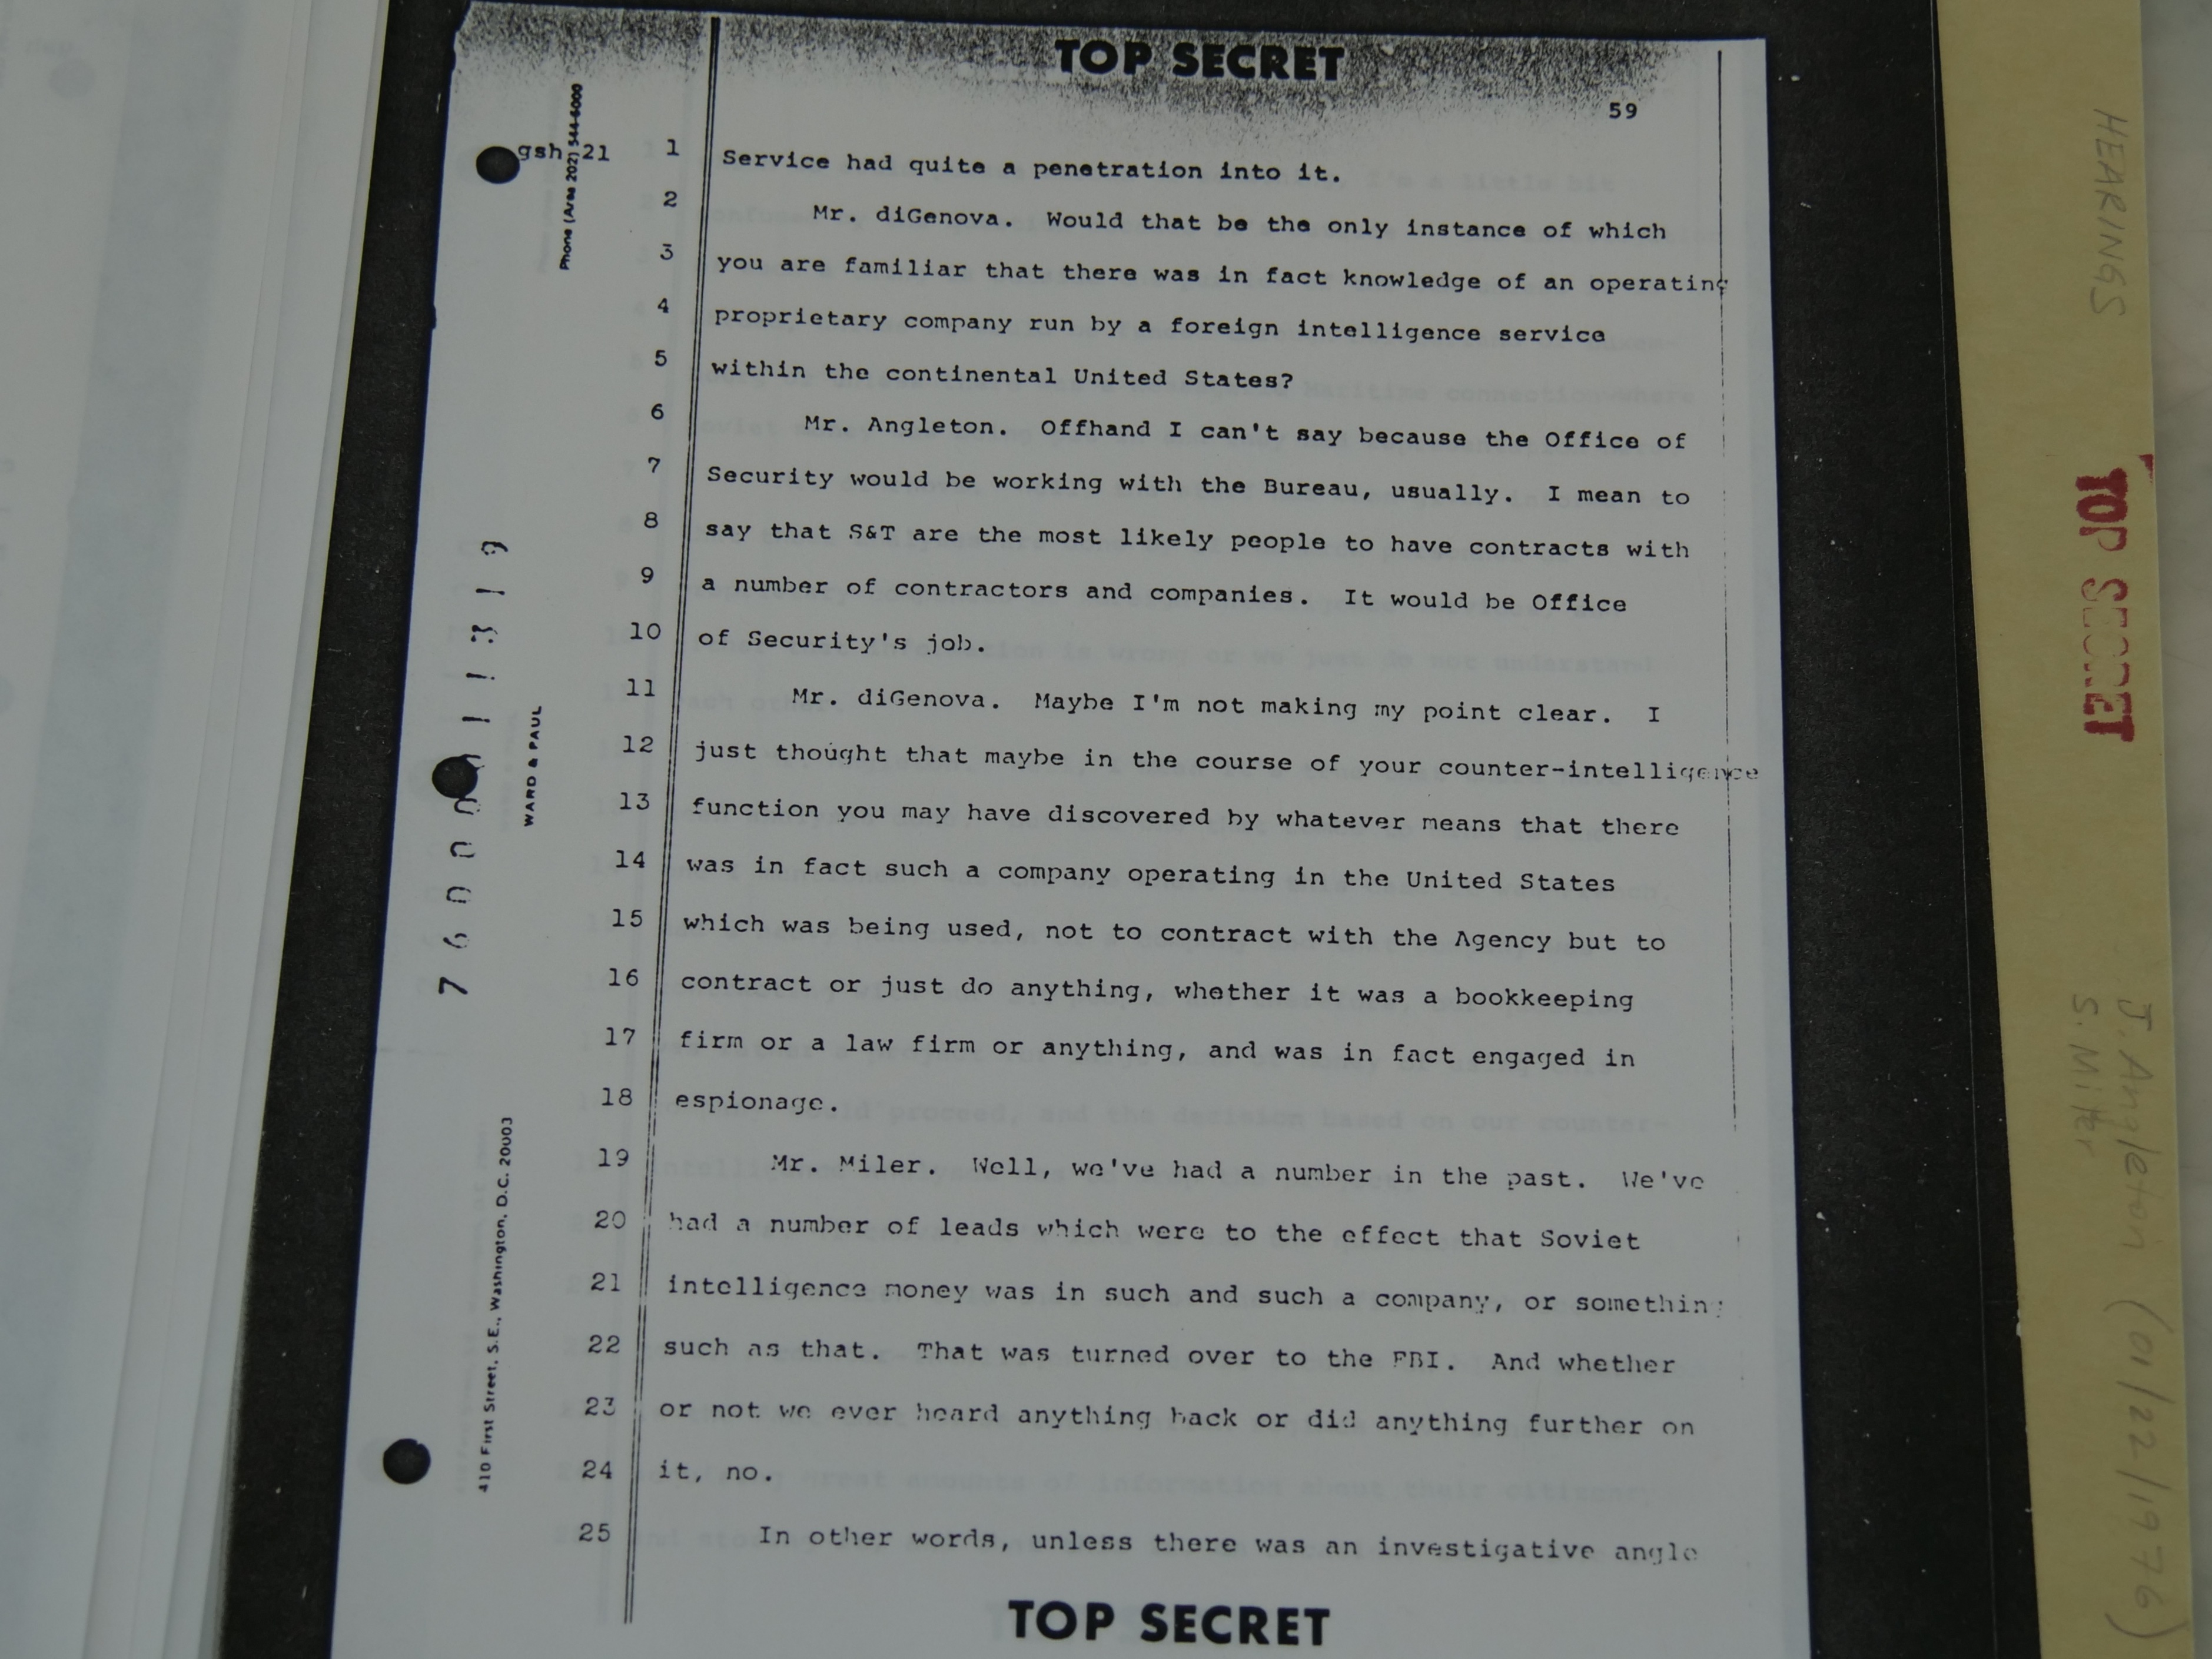 TOP SECRET
59
gsh 21
Phone (Area 202) 544-6000
1 Service had quite a penetration into it.
2 Mr. diGenova. Would that be the only instance of which
3 you are familiar that there was in fact knowledge of an operating
4 proprietary company run by a foreign intelligence service
5 within the continental United States?
6 Mr. Angleton. Offhand I can't say because the Office of
7 Security would be working with the Bureau, usually. I mean to
8 say that S&T are the most likely people to have contracts with
9 a number of contractors and companies. It would be Office
10 of Security's job.
11 Mr. diGenova. Maybe I'm not making my point clear. I
12 just thought that maybe in the course of your counter-intelligence
13 function you may have discovered by whatever means that there
14 was in fact such a company operating in the United States
15 which was being used, not to contract with the Agency but to
16 contract or just do anything, whether it was a bookkeeping
17 firm or a law firm or anything, and was in fact engaged in
18 espionage.
19 Mr. Miler. Well, we've had a number in the past. We've
20 had a number of leads which were to the effect that Soviet
21 intelligence money was in such and such a company, or something
22 such as that. That was turned over to the FBI. And whether
23 or not we ever heard anything back or did anything further on
24 it, no.
25 In other words, unless there was an investigative angle
TOP SECRET
WARD & PAUL
410 First Street, S.E., Washington, D.C. 20003
HEARINGS
TOP SECRET
J. Angleton (01/22/1976)
S. Miler